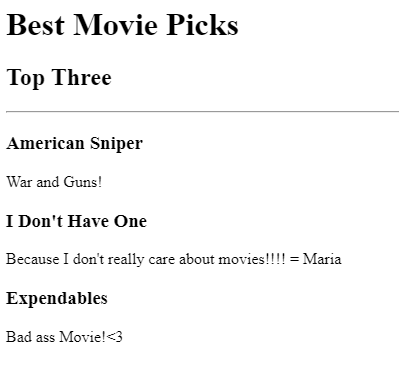 Best Movie Picks
Top Three
American Sniper
War and Guns!
I Don't Have One
Because I don't really care about movies!!!! = Maria
Expendables
Bad ass Movie!<3